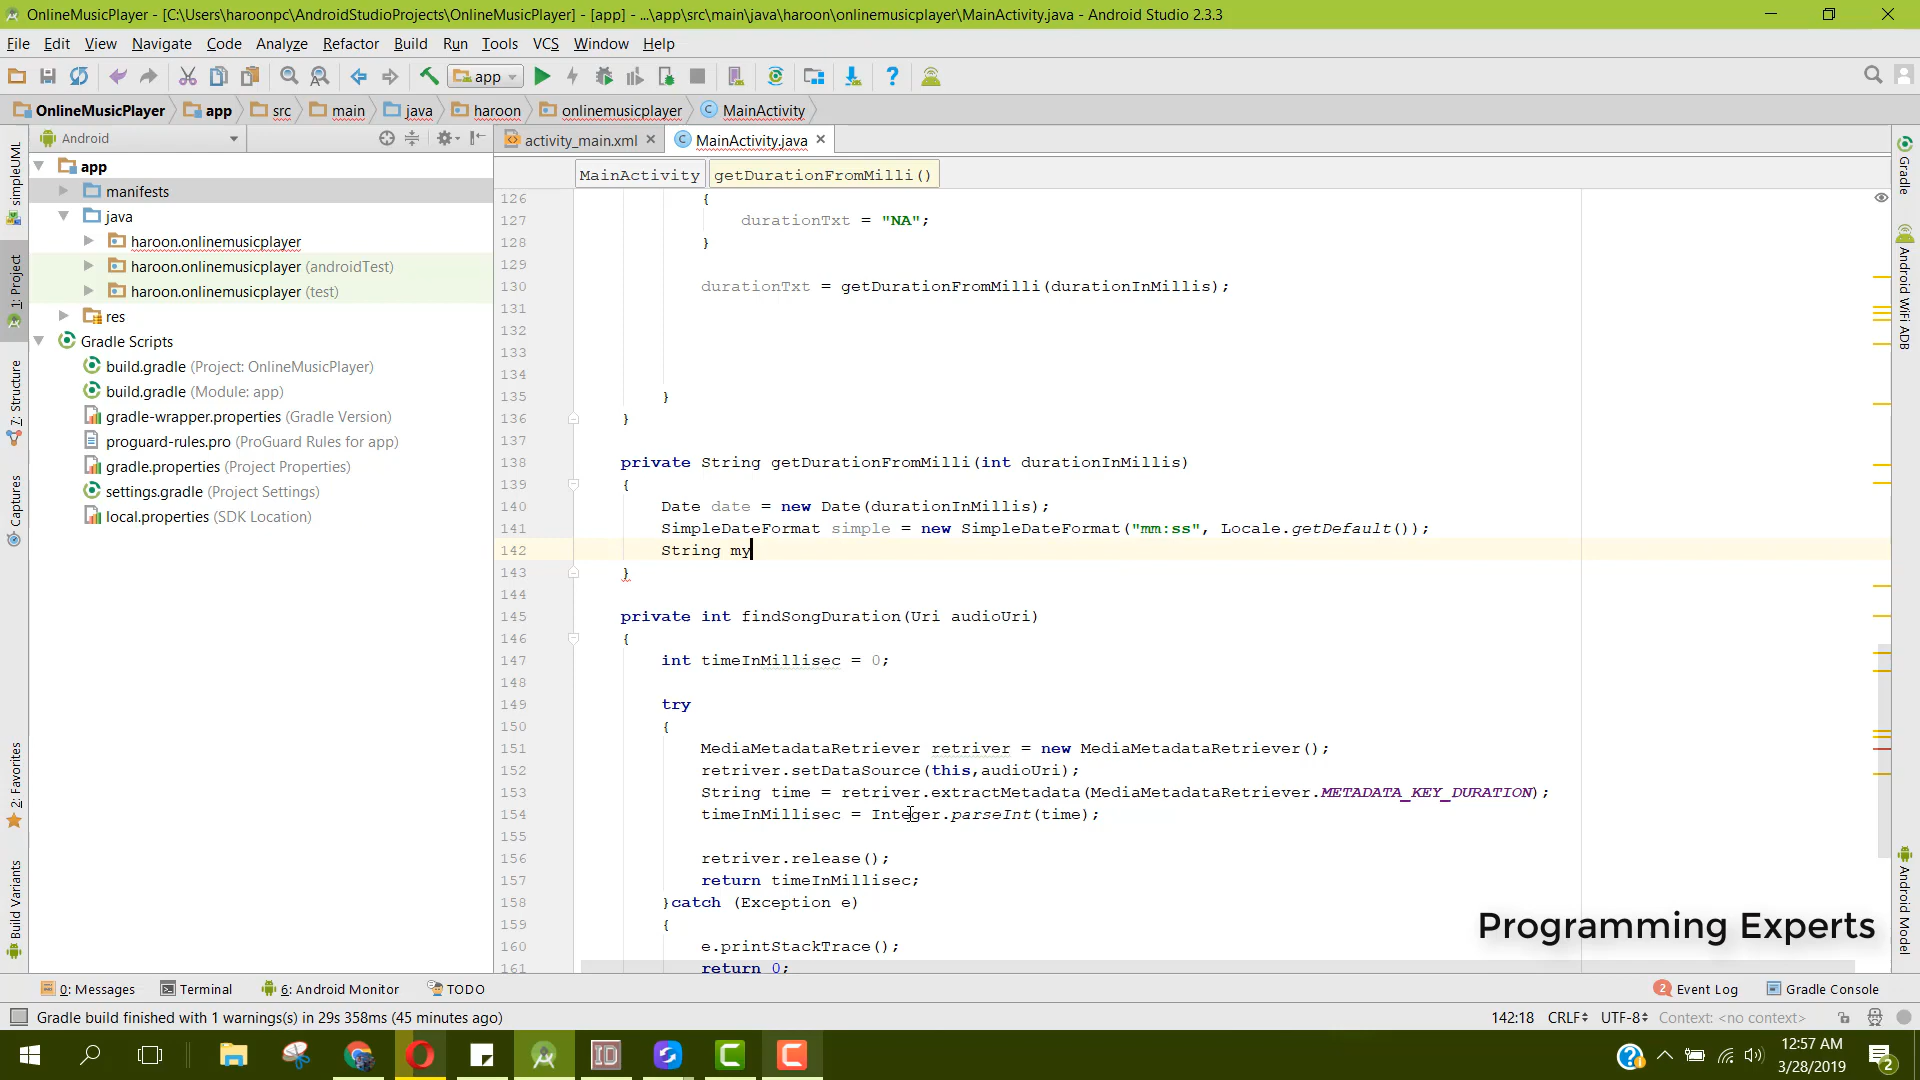 MainActivity.java - [C:\Users\haroonpc\AndroidStudioProjects\OnlineMusicPlayer] - [app] - ...\app\src\main\java\haroon\onlinemusicplayer\MainActivity.java - Android Studio 2.3.3
File Edit View Navigate Code Analyze Refactor Build Run Tools VCS Window Help
app
OnlineMusicPlayer app src main java haroon onlinemusicplayer MainActivity
Android
activity_main.xml MainActivity.java
MainActivity getDurationFromMilli()
app
manifests
java
haroon.onlinemusicplayer
haroon.onlinemusicplayer (androidTest)
haroon.onlinemusicplayer (test)
res
Gradle Scripts
build.gradle (Project: OnlineMusicPlayer)
build.gradle (Module: app)
gradle-wrapper.properties (Gradle Version)
proguard-rules.pro (ProGuard Rules for app)
gradle.properties (Project Properties)
settings.gradle (Project Settings)
local.properties (SDK Location)
simpleUML
1: Project
7: Structure
Captures
2: Favorites
Build Variants
126 {
127 durationTxt = "NA";
128 }
129
130 durationTxt = getDurationFromMilli(durationInMillis);
131
132
133
134
135 }
136 }
137
138 private String getDurationFromMilli(int durationInMillis)
139 {
140 Date date = new Date(durationInMillis);
141 SimpleDateFormat simple = new SimpleDateFormat("mm:ss", Locale.getDefault());
142 String my
143 }
144
145 private int findSongDuration(Uri audioUri)
146 {
147 int timeInMillisec = 0;
148
149 try
150 {
151 MediaMetadataRetriever retriver = new MediaMetadataRetriever();
152 retriver.setDataSource(this,audioUri);
153 String time = retriver.extractMetadata(MediaMetadataRetriever.METADATA_KEY_DURATION);
154 timeInMillisec = Integer.parseInt(time);
155
156 retriver.release();
157 return timeInMillisec;
158 }catch (Exception e)
159 {
160 e.printStackTrace();
161 return 0;
Gradle
Android WiFi ADB
Android Model
Programming Experts
0: Messages Terminal 6: Android Monitor TODO 2 Event Log Gradle Console
Gradle build finished with 1 warnings(s) in 29s 358ms (45 minutes ago) 142:18 CRLF UTF-8 Context: <no context>
12:57 AM
3/28/2019
2